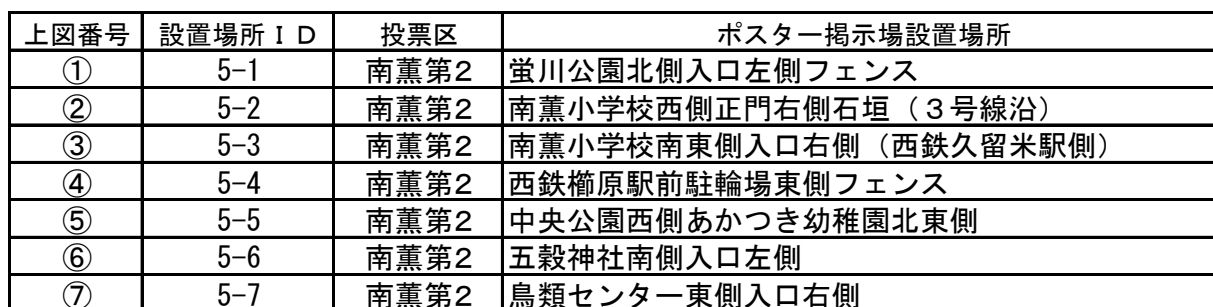 上図番号 設置場所ＩＤ 投票区 ポスター掲示場設置場所
① 5-1 南薫第2 蛍川公園北側入口左側フェンス
② 5-2 南薫第2 南薫小学校西側正門右側石垣（３号線沿）
③ 5-3 南薫第2 南薫小学校南東側入口右側（西鉄久留米駅側）
④ 5-4 南薫第2 西鉄櫛原駅前駐輪場東側フェンス
⑤ 5-5 南薫第2 中央公園西側あかつき幼稚園北東側
⑥ 5-6 南薫第2 五穀神社南側入口左側
⑦ 5-7 南薫第2 鳥類センター東側入口右側